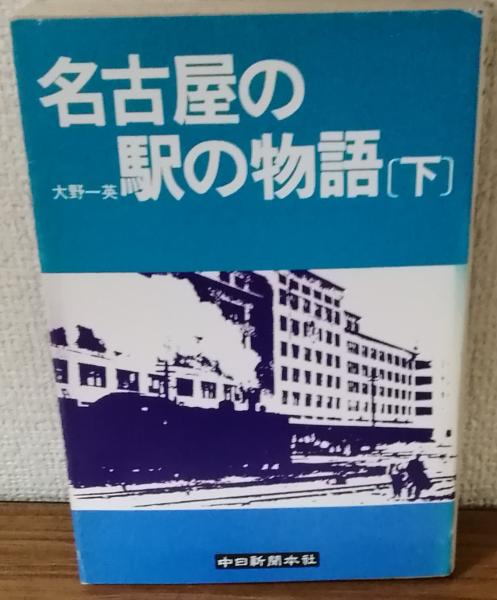 名古屋の
駅の物語〔下〕
大野一英
中日新聞本社